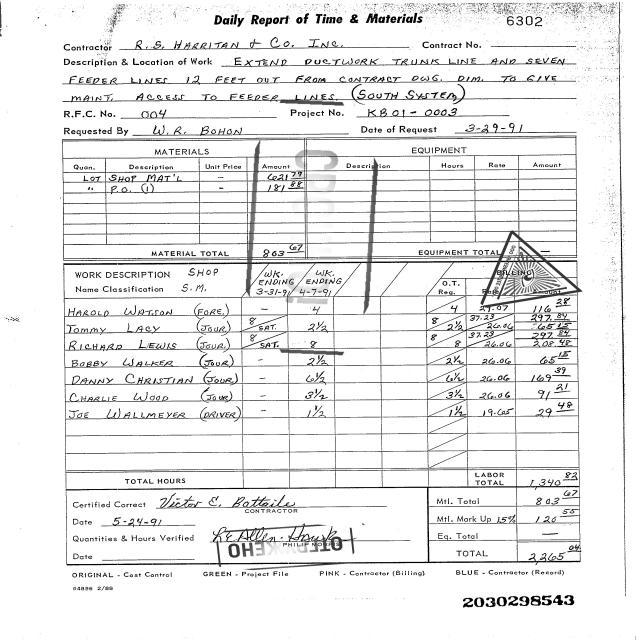 Daily Report of Time & Materials
6302
Contractor R.S. HARRITAN & CO. INC. Contract No.
Description & Location of Work EXTEND DUCTWORK TRUNK LINE AND SEVEN
FEEDER LINES 12 FEET OUT FROM CONTRACT DWG. DIM. TO GIVE
MAINT. ACCESS TO FEEDER LINES. (SOUTH SYSTEM)
R.F.C. No. 004 Project No. KB01-0003
Requested By W.R. BOHON Date of Request 3-29-91
MATERIALS EQUIPMENT
Quan. Description Unit Price Amount Description Hours Rate Amount
LOT SHOP MAT'L - 621 79
" P.O. (1) - 181 88
MATERIAL TOTAL 803 67 EQUIPMENT TOTAL —
WORK DESCRIPTION SHOP WK. ENDING 3-31-91 WK. ENDING 4-7-91 O.T. Reg. BILLING
Name Classification S.M. Amount
HAROLD WATSON (FORE.) - 4 4 29.07 116 28
TOMMY LACY (JOUR) 8 SAT. 2½ 8 2½ 37.23 26.06 297.84 65.15
RICHARD LEWIS (JOUR) 8 SAT. 8 8 8 37.23 26.06 297.84 208.48
BOBBY WALKER (JOUR) - 2½ 2½ 26.06 65 15
DANNY CHRISTIAN (JOUR) - 6½ 6½ 26.06 169 39
CHARLIE WOOD (JOUR) - 3½ 3½ 26.06 91 21
JOE WALLMEYER (DRIVER) - 1½ 1½ 19.65 29 48
TOTAL HOURS LABOR TOTAL 1,340 82
Certified Correct Victor E. Battaile
CONTRACTOR
Date 5-24-91
Quantities & Hours Verified
PHILIP MORRIS
Date
Mtl. Total 803 67
Mtl. Mark Up 15% 120 55
Eq. Total —
TOTAL 2,265 04
ORIGINAL - Cost Control GREEN - Project File PINK - Contractor (Billing) BLUE - Contractor (Record)
04896 2/88
2030298543